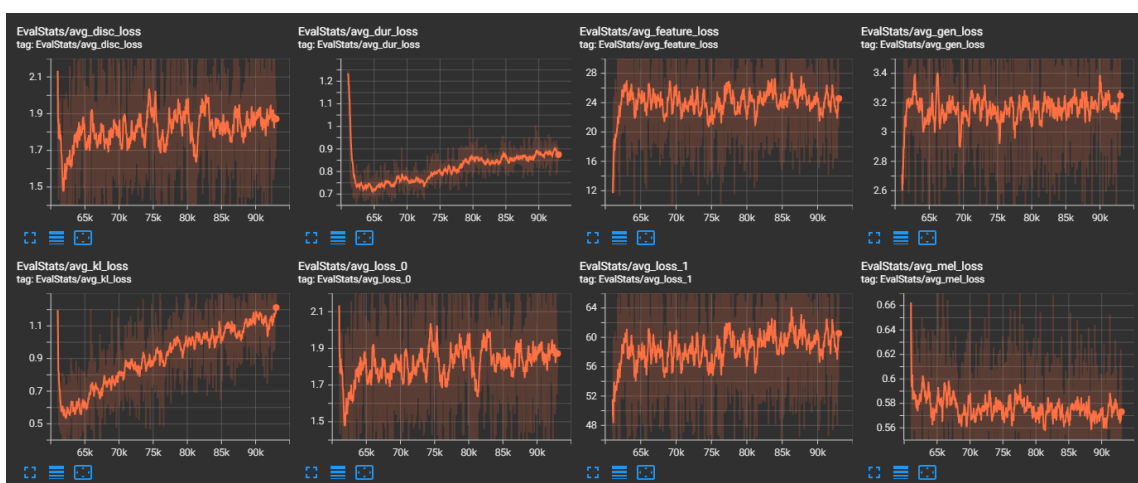 EvalStats/avg_disc_loss
tag: EvalStats/avg_disc_loss
2.1
1.9
1.7
1.5
65k 70k 75k 80k 85k 90k
EvalStats/avg_dur_loss
tag: EvalStats/avg_dur_loss
1.2
1.1
1
0.9
0.8
0.7
65k 70k 75k 80k 85k 90k
EvalStats/avg_feature_loss
tag: EvalStats/avg_feature_loss
28
24
20
16
12
65k 70k 75k 80k 85k 90k
EvalStats/avg_gen_loss
tag: EvalStats/avg_gen_loss
3.4
3.2
3
2.8
2.6
65k 70k 75k 80k 85k 90k
EvalStats/avg_kl_loss
tag: EvalStats/avg_kl_loss
1.1
0.9
0.7
0.5
65k 70k 75k 80k 85k 90k
EvalStats/avg_loss_0
tag: EvalStats/avg_loss_0
2.1
1.9
1.7
1.5
65k 70k 75k 80k 85k 90k
EvalStats/avg_loss_1
tag: EvalStats/avg_loss_1
64
60
56
52
48
65k 70k 75k 80k 85k 90k
EvalStats/avg_mel_loss
tag: EvalStats/avg_mel_loss
0.66
0.64
0.62
0.6
0.58
0.56
65k 70k 75k 80k 85k 90k